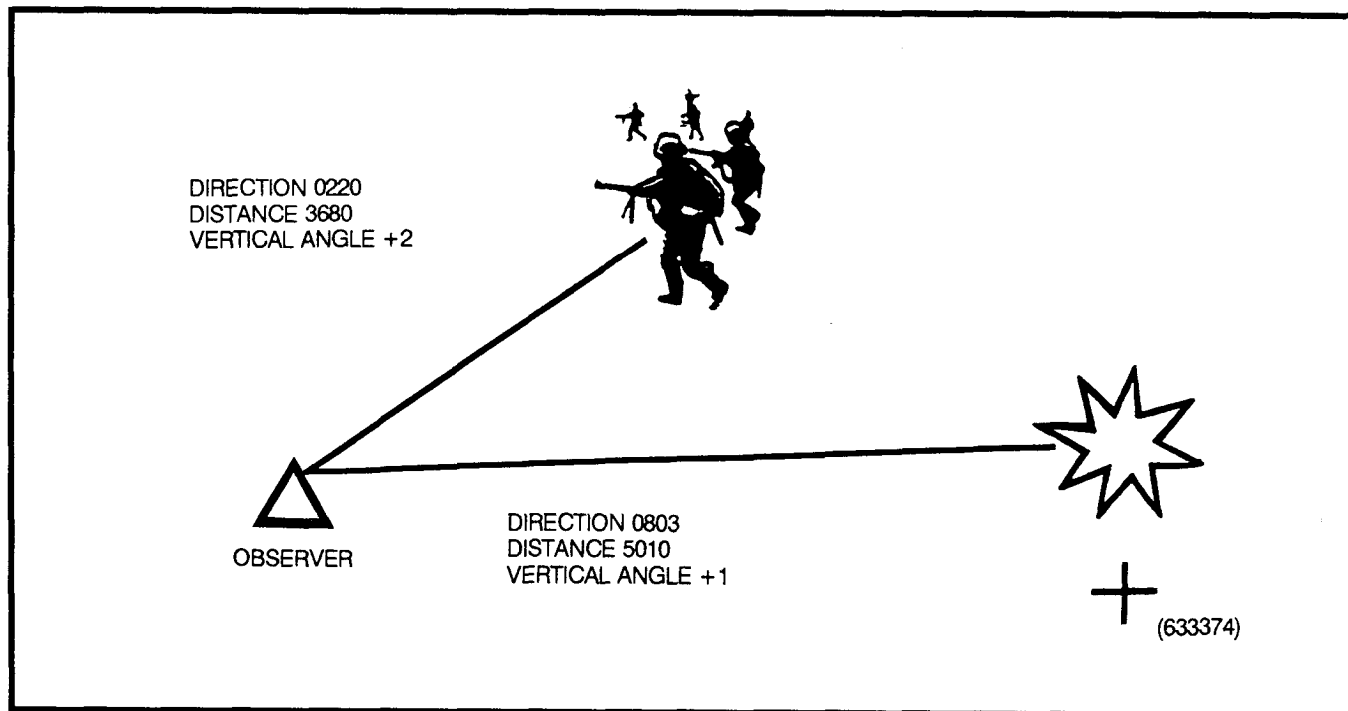 DIRECTION 0220
DISTANCE 3680
VERTICAL ANGLE +2
OBSERVER
DIRECTION 0803
DISTANCE 5010
VERTICAL ANGLE +1
(633374)